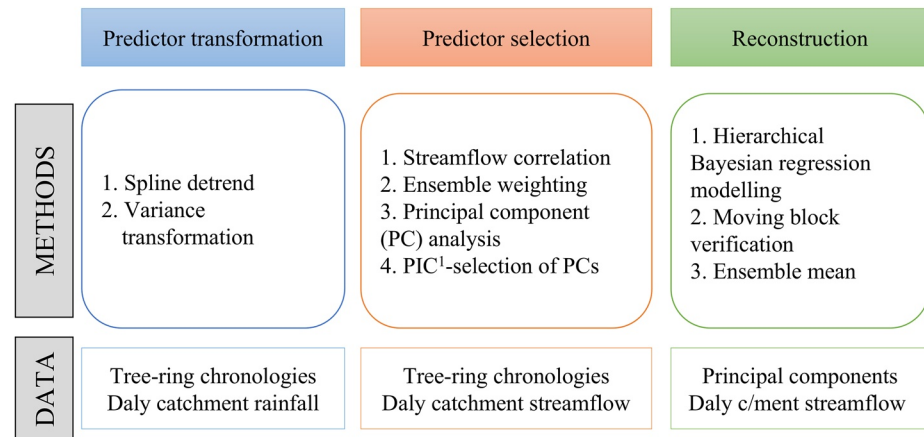 Predictor transformation
Predictor selection
Reconstruction
METHODS
1. Spline detrend
2. Variance
transformation
1. Streamflow correlation
2. Ensemble weighting
3. Principal component
(PC) analysis
4. PIC¹-selection of PCs
1. Hierarchical
Bayesian regression
modelling
2. Moving block
verification
3. Ensemble mean
DATA
Tree-ring chronologies
Daly catchment rainfall
Tree-ring chronologies
Daly catchment streamflow
Principal components
Daly c/ment streamflow